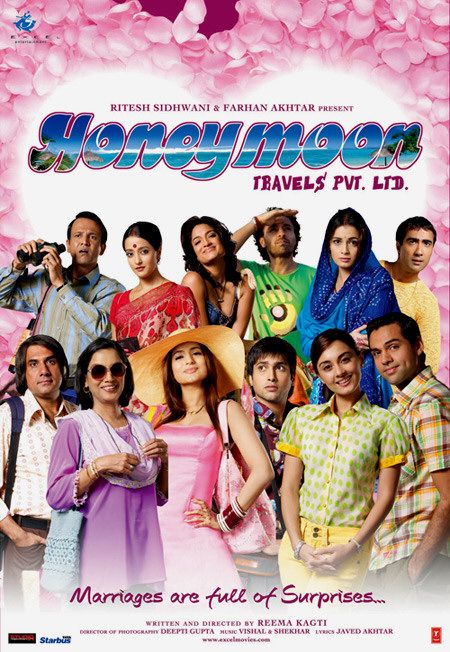 EXCEL
entertainment
RITESH SIDHWANI & FARHAN AKHTAR PRESENT
Honeymoon
TRAVELS PVT. LTD.
Marriages are full of Surprises...
WRITTEN AND DIRECTED BY REEMA KAGTI
DIRECTOR OF PHOTOGRAPHY DEEPTI GUPTA MUSIC VISHAL & SHEKHAR LYRICS JAVED AKHTAR
www.excelmovies.com
Starbus